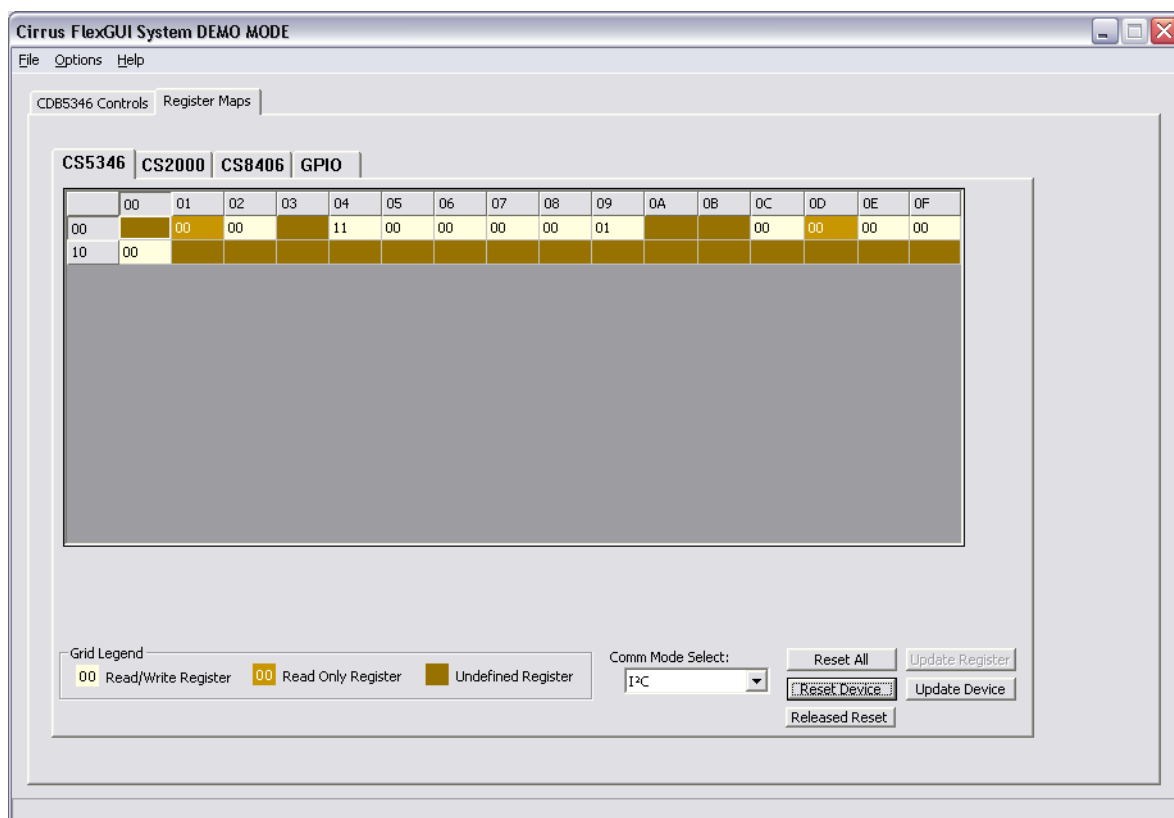 Cirrus FlexGUI System DEMO MODE
File Options Help
CDB5346 Controls Register Maps
CS5346 CS2000 CS8406 GPIO
00 01 02 03 04 05 06 07 08 09 0A 0B 0C 0D 0E 0F
00 00 00 11 00 00 00 00 01 00 00 00 00
10 00
Grid Legend
00 Read/Write Register 00 Read Only Register Undefined Register
Comm Mode Select:
I²C
Reset All Update Register
Reset Device Update Device
Released Reset